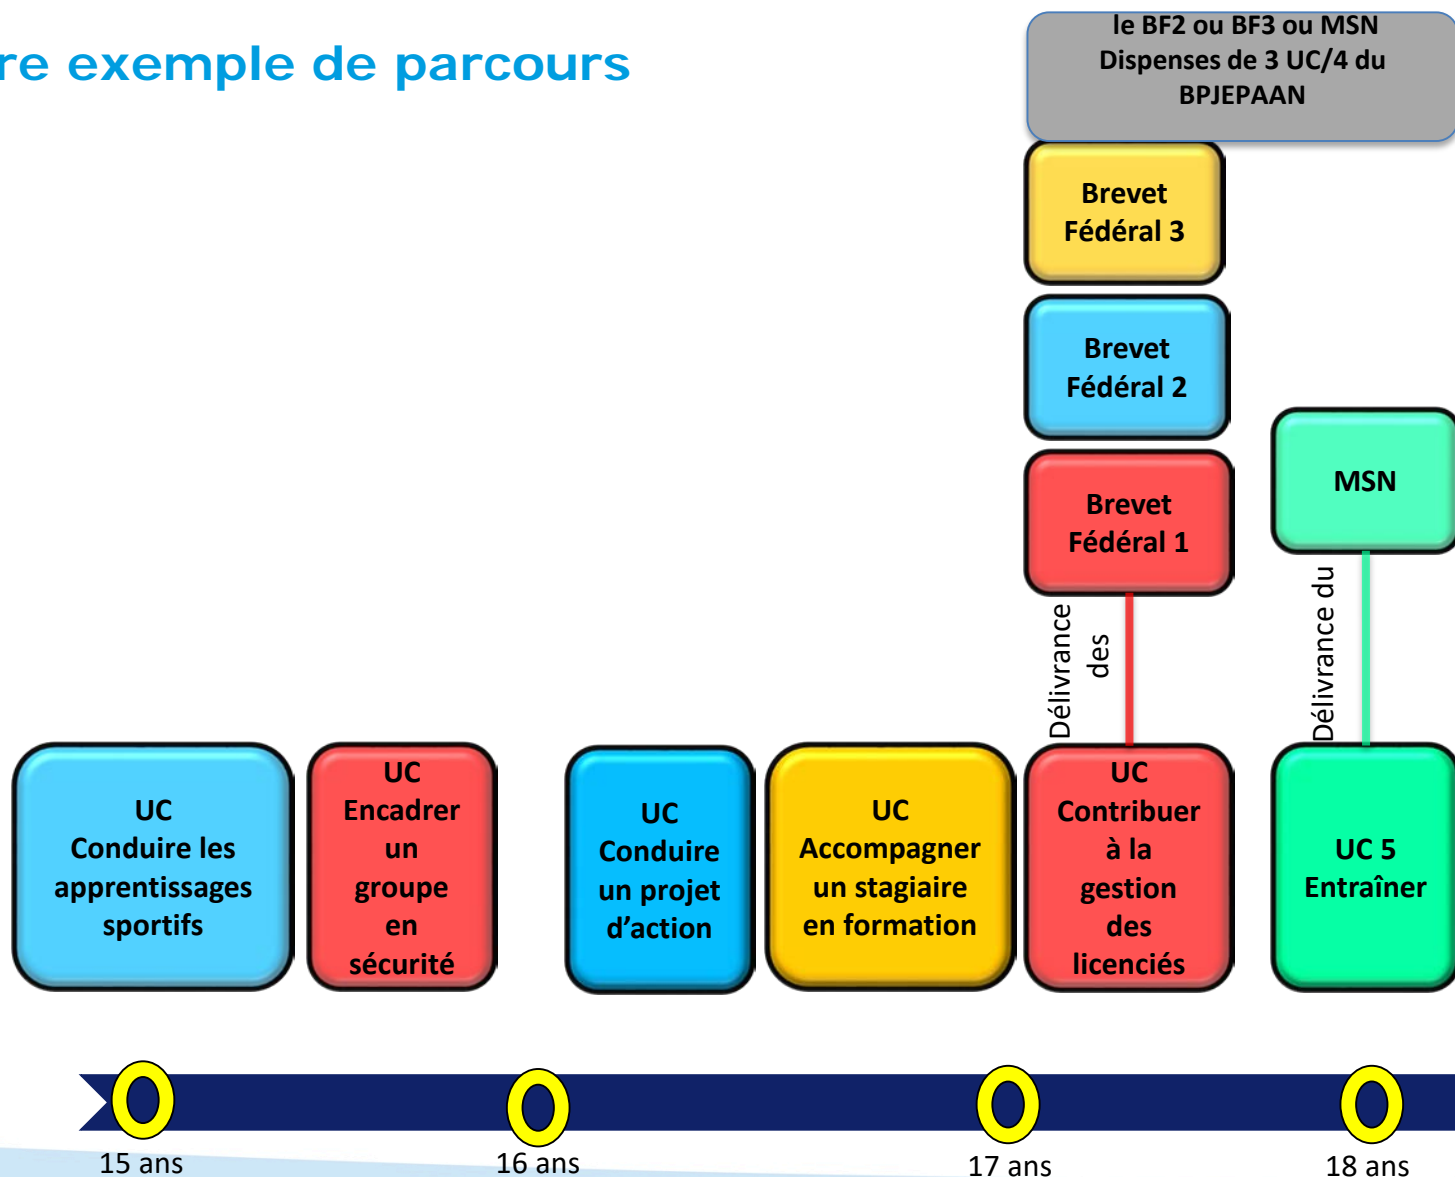 re exemple de parcours
le BF2 ou BF3 ou MSN
Dispenses de 3 UC/4 du
BPJEPAAN
Brevet
Fédéral 3
Brevet
Fédéral 2
Brevet
Fédéral 1
MSN
Délivrance
des
Délivrance du
UC
Conduire les
apprentissages
sportifs
UC
Encadrer
un
groupe
en
sécurité
UC
Conduire
un projet
d’action
UC
Accompagner
un stagiaire
en formation
UC
Contribuer
à la
gestion
des
licenciés
UC 5
Entraîner
15 ans
16 ans
17 ans
18 ans